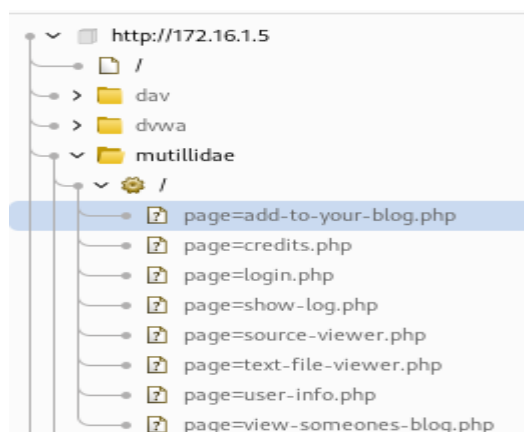 http://172.16.1.5
/
dav
dvwa
mutillidae
/
page=add-to-your-blog.php
page=credits.php
page=login.php
page=show-log.php
page=source-viewer.php
page=text-file-viewer.php
page=user-info.php
page=view-someones-blog.php